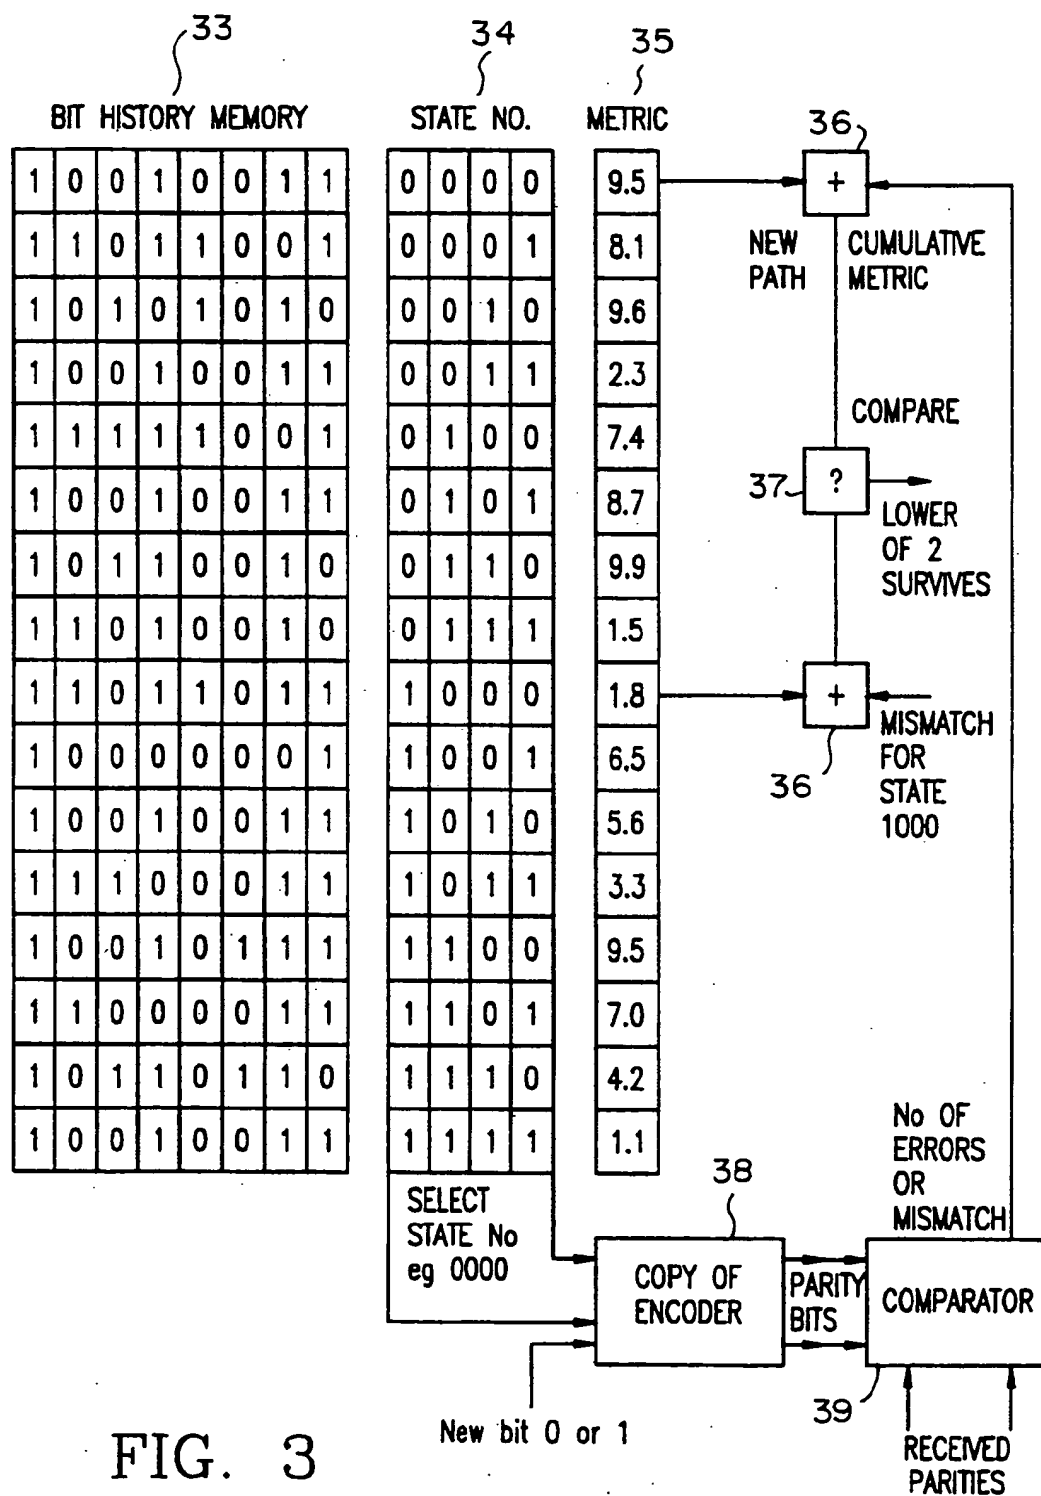 33
34
35
BIT HISTORY MEMORY
STATE NO.
METRIC
36
1 0 0 1 0 0 1 1 0 0 0 0 9.5 +
1 1 0 1 1 0 0 1 0 0 0 1 8.1
NEW PATH
CUMULATIVE METRIC
1 0 1 0 1 0 1 0 0 0 1 0 9.6
1 0 0 1 0 0 1 1 0 0 1 1 2.3
1 1 1 1 1 0 0 1 0 1 0 0 7.4
COMPARE
1 0 0 1 0 0 1 1 0 1 0 1 8.7
37
?
LOWER
OF 2
SURVIVES
1 0 1 1 0 0 1 0 0 1 1 0 9.9
1 1 0 1 0 0 1 0 0 1 1 1 1.5
1 1 0 1 1 0 1 1 1 0 0 0 1.8 +
MISMATCH
FOR
STATE
1000
36
1 0 0 0 0 0 0 1 1 0 0 1 6.5
1 0 0 1 0 0 1 1 1 0 1 0 5.6
1 1 1 0 0 0 1 1 1 0 1 1 3.3
1 0 0 1 0 1 1 1 1 1 0 0 9.5
1 1 0 0 0 0 1 1 1 1 0 1 7.0
1 0 1 1 0 1 1 0 1 1 1 0 4.2
1 0 0 1 0 0 1 1 1 1 1 1 1.1
No OF
ERRORS
OR
MISMATCH
SELECT
STATE No
eg 0000
38
COPY OF
ENCODER
PARITY
BITS
COMPARATOR
39
New bit 0 or 1
RECEIVED
PARITIES
FIG. 3